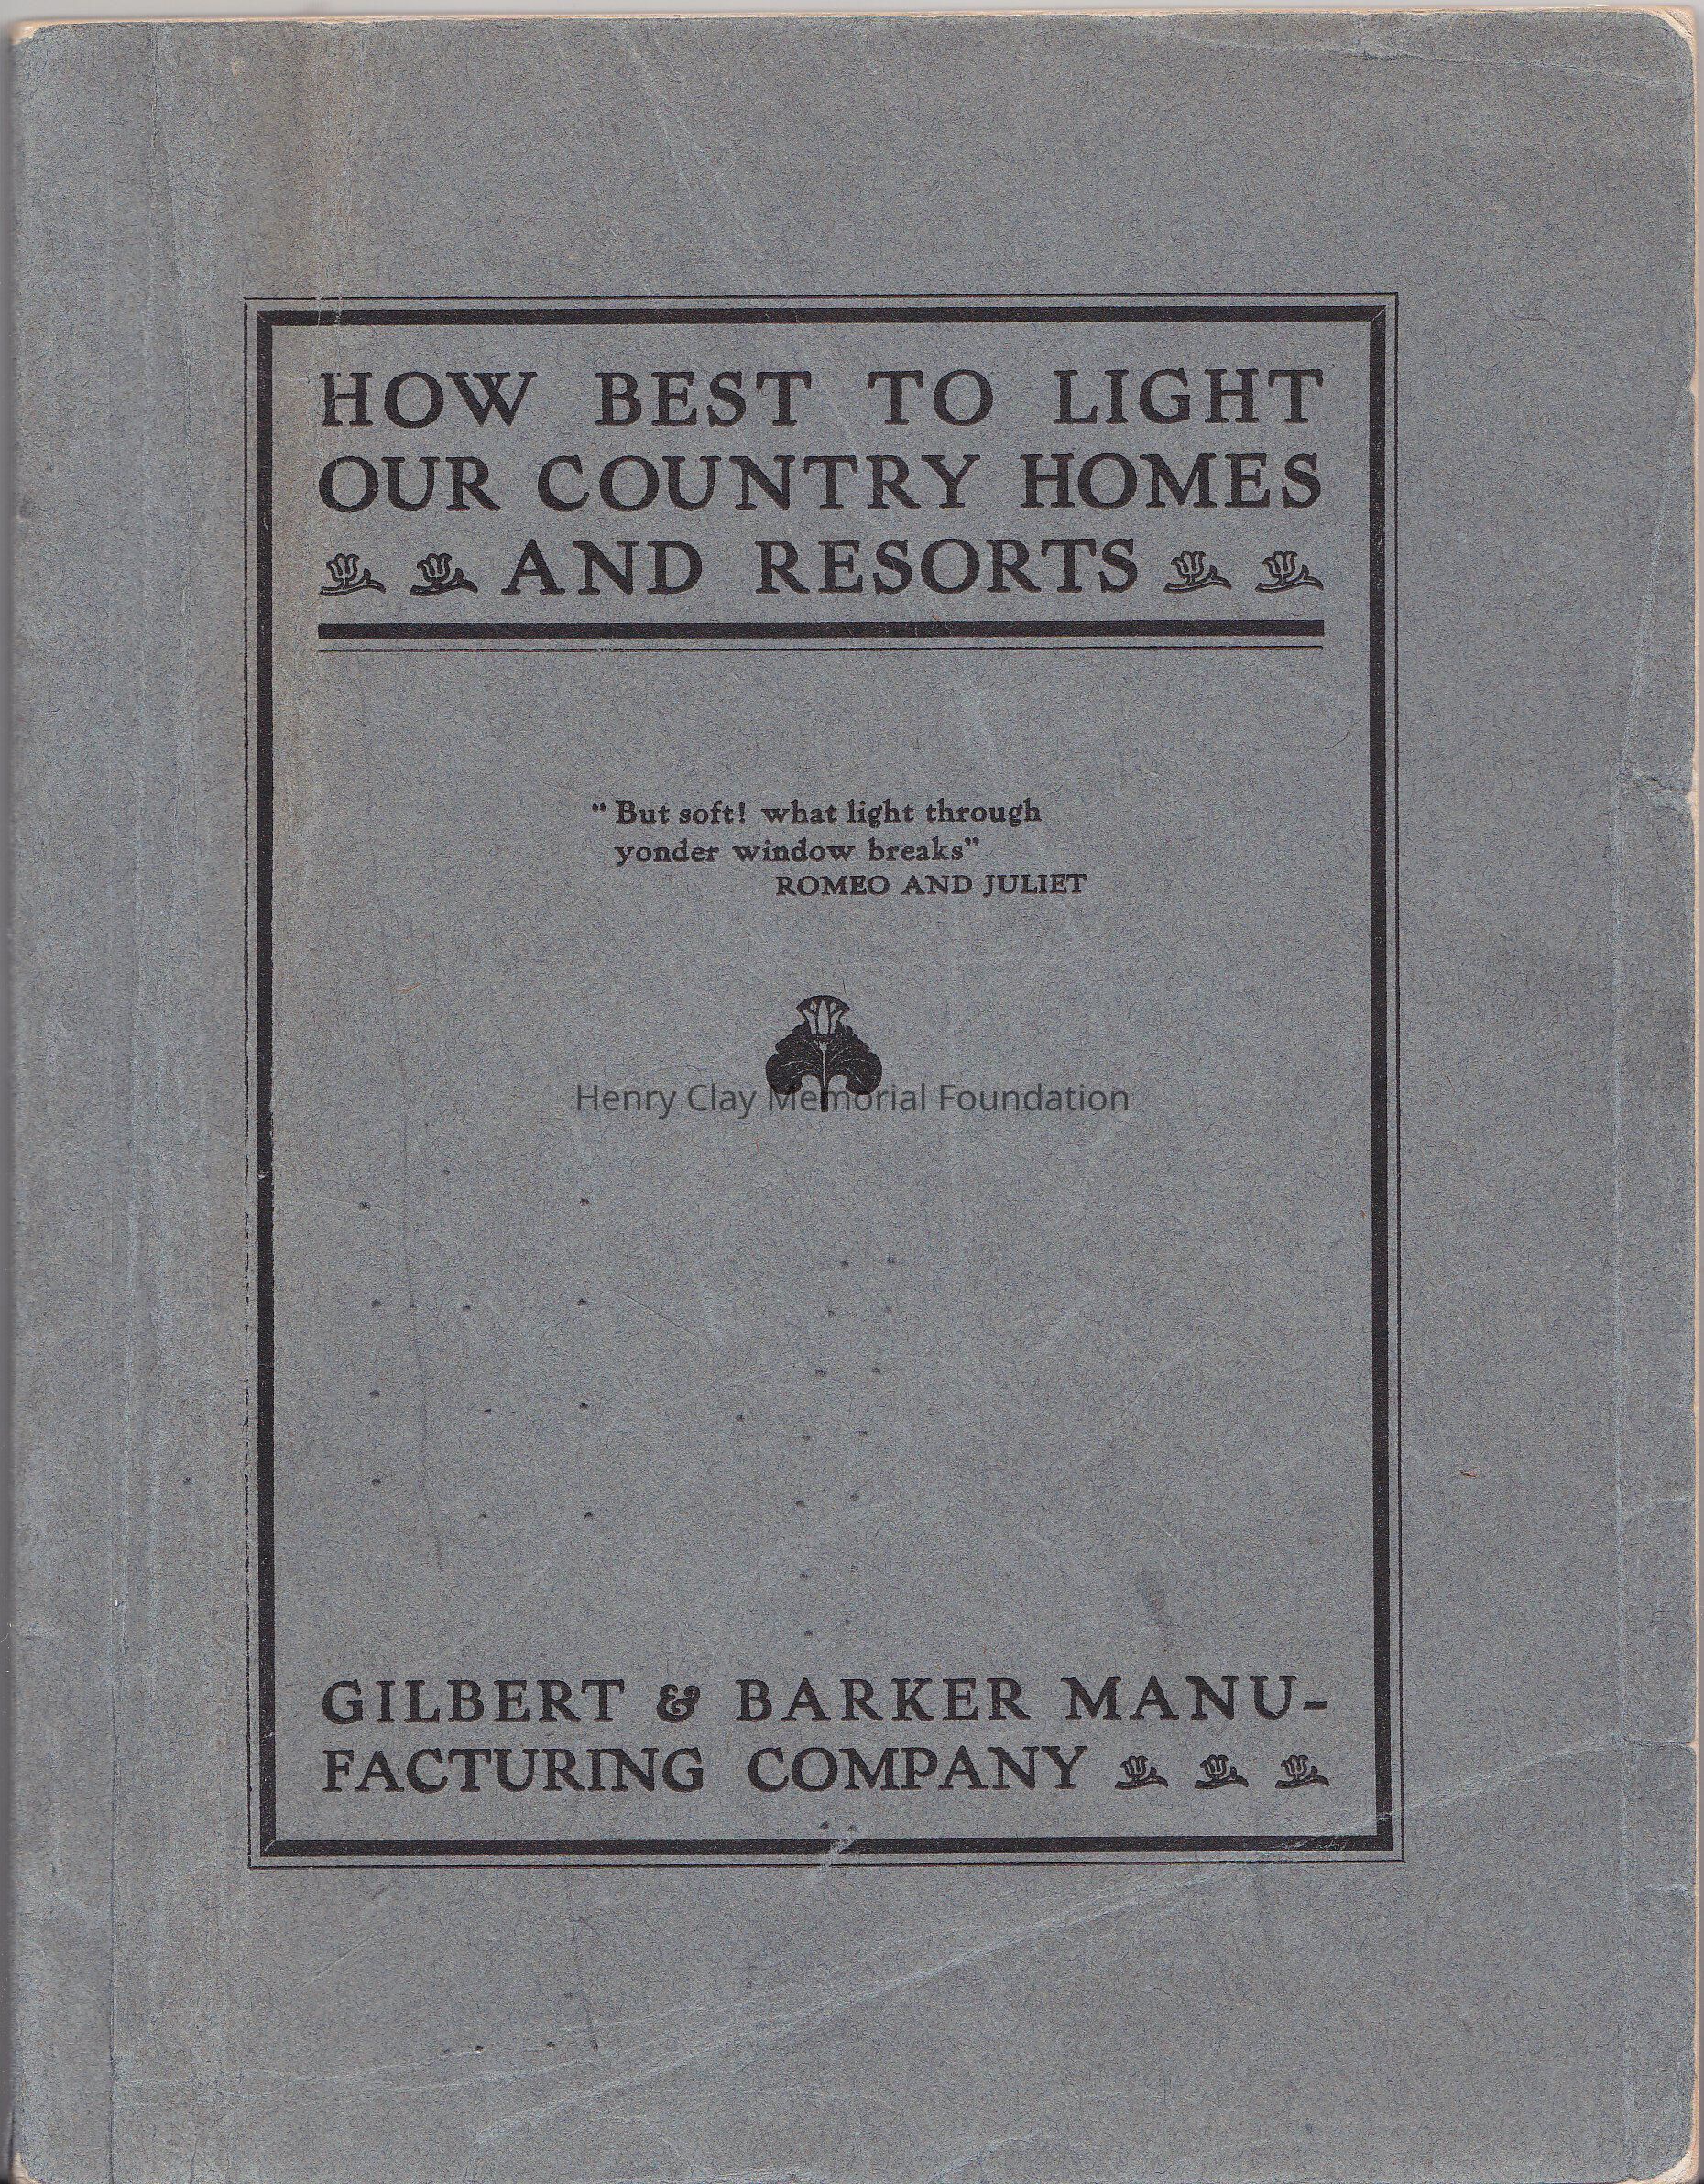 HOW BEST TO LIGHT
OUR COUNTRY HOMES
AND RESORTS
“ But soft! what light through
yonder window breaks”
ROMEO AND JULIET
Henry Clay Memorial Foundation
GILBERT & BARKER MANU-
FACTURING COMPANY